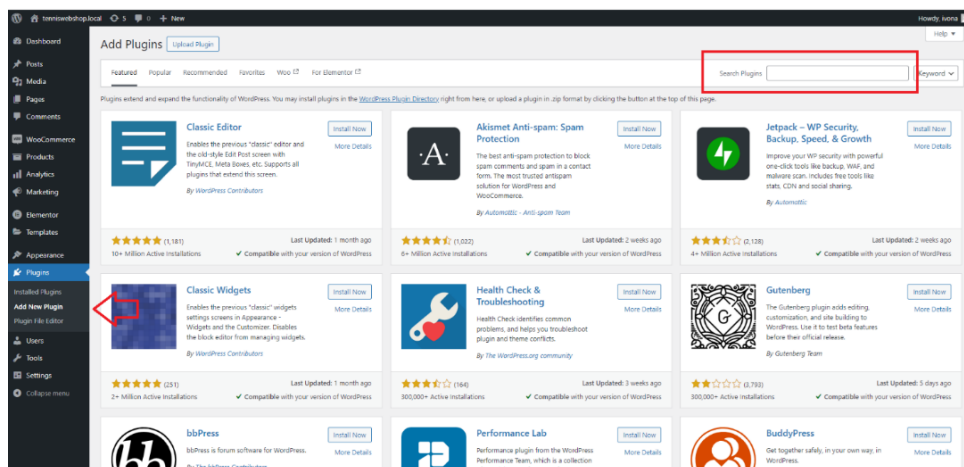 tenniswebshop.local 5 0 + New Howdy, ivona
Dashboard
Posts
Media
Pages
Comments
WooCommerce
Products
Analytics
Marketing
Elementor
Templates
Appearance
Plugins
Installed Plugins
Add New Plugin
Plugin File Editor
Users
Tools
Settings
Collapse menu
Help
Add Plugins Upload Plugin
Featured Popular Recommended Favorites Woo For Elementor
Search Plugins Keyword
Plugins extend and expand the functionality of WordPress. You may install plugins in the WordPress Plugin Directory right from here, or upload a plugin in .zip format by clicking the button at the top of this page.
Classic Editor
Install Now
More Details
Enables the previous "classic" editor and
the old-style Edit Post screen with
TinyMCE, Meta Boxes, etc. Supports all
plugins that extend this screen.
By WordPress Contributors
(1,181) Last Updated: 1 month ago
10+ Million Active Installations Compatible with your version of WordPress
·A·
Akismet Anti-spam: Spam
Protection
Install Now
More Details
The best anti-spam protection to block
spam comments and spam in a contact
form. The most trusted antispam
solution for WordPress and
WooCommerce.
By Automattic - Anti-spam Team
(1,022) Last Updated: 2 weeks ago
6+ Million Active Installations Compatible with your version of WordPress
Jetpack – WP Security,
Backup, Speed, & Growth
Install Now
More Details
Improve your WP security with powerful
one-click tools like backup, WAF, and
malware scan. Includes free tools like
stats, CDN and social sharing.
By Automattic
(2,128) Last Updated: 2 weeks ago
4+ Million Active Installations Compatible with your version of WordPress
Classic Widgets
Install Now
More Details
Enables the previous "classic" widgets
settings screens in Appearance -
Widgets and the Customizer. Disables
the block editor from managing widgets.
By WordPress Contributors
(251) Last Updated: 1 month ago
2+ Million Active Installations Compatible with your version of WordPress
Health Check &
Troubleshooting
Install Now
More Details
Health Check identifies common
problems, and helps you troubleshoot
plugin and theme conflicts.
By The WordPress.org community
(164) Last Updated: 3 weeks ago
300,000+ Active Installations Compatible with your version of WordPress
G
Gutenberg
Install Now
More Details
The Gutenberg plugin adds editing,
customization, and site building to
WordPress. Use it to test beta features
before their official release.
By Gutenberg Team
(3,793) Last Updated: 5 days ago
300,000+ Active Installations Compatible with your version of WordPress
bb
bbPress
Install Now
More Details
bbPress is forum software for WordPress.
By The bbPress Contributors
Performance Lab
Install Now
More Details
Performance plugin from the WordPress
Performance Team, which is a collection
BuddyPress
Install Now
More Details
Get together safely, in your own way, in
WordPress.